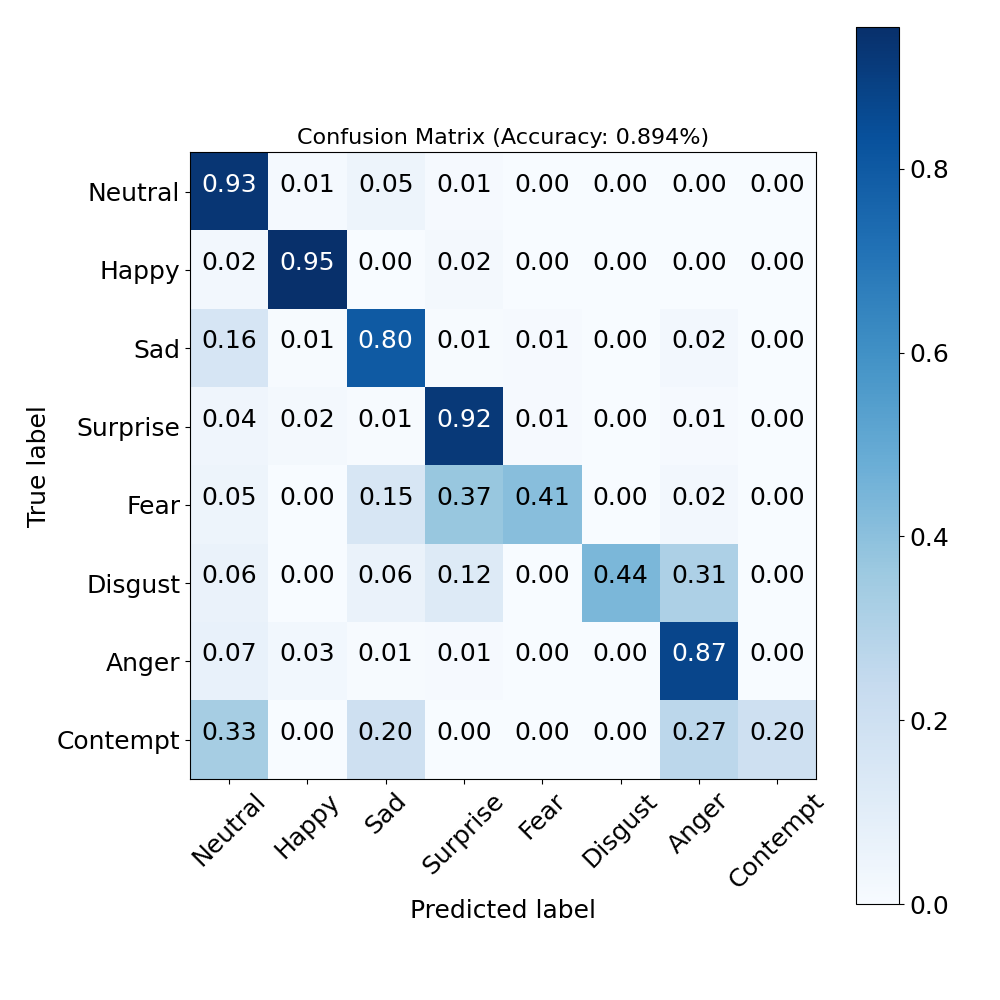 Confusion Matrix (Accuracy: 0.894%)
Neutral 0.93 0.01 0.05 0.01 0.00 0.00 0.00 0.00
Happy 0.02 0.95 0.00 0.02 0.00 0.00 0.00 0.00
Sad 0.16 0.01 0.80 0.01 0.01 0.00 0.02 0.00
Surprise 0.04 0.02 0.01 0.92 0.01 0.00 0.01 0.00
Fear 0.05 0.00 0.15 0.37 0.41 0.00 0.02 0.00
Disgust 0.06 0.00 0.06 0.12 0.00 0.44 0.31 0.00
Anger 0.07 0.03 0.01 0.01 0.00 0.00 0.87 0.00
Contempt 0.33 0.00 0.20 0.00 0.00 0.00 0.27 0.20
Neutral Happy Sad Surprise Fear Disgust Anger Contempt
Predicted label
True label
0.8
0.6
0.4
0.2
0.0